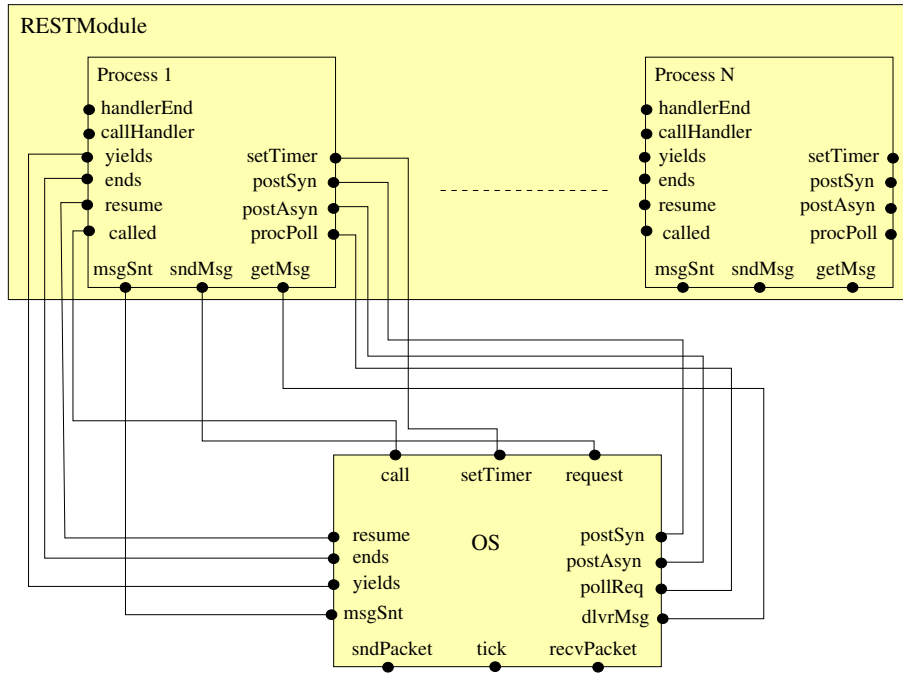 RESTModule
Process 1
handlerEnd
callHandler
yields
ends
resume
called
setTimer
postSyn
postAsyn
procPoll
msgSnt sndMsg getMsg
Process N
handlerEnd
callHandler
yields
ends
resume
called
setTimer
postSyn
postAsyn
procPoll
msgSnt sndMsg getMsg
call setTimer request
OS
resume
ends
yields
msgSnt
postSyn
postAsyn
pollReq
dlvrMsg
sndPacket tick recvPacket